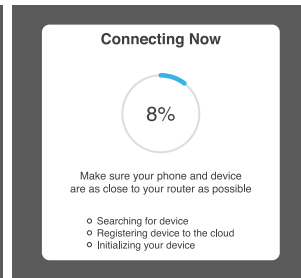 Connecting Now
8%
Make sure your phone and device
are as close to your router as possible
Searching for device
Registering device to the cloud
Initializing your device